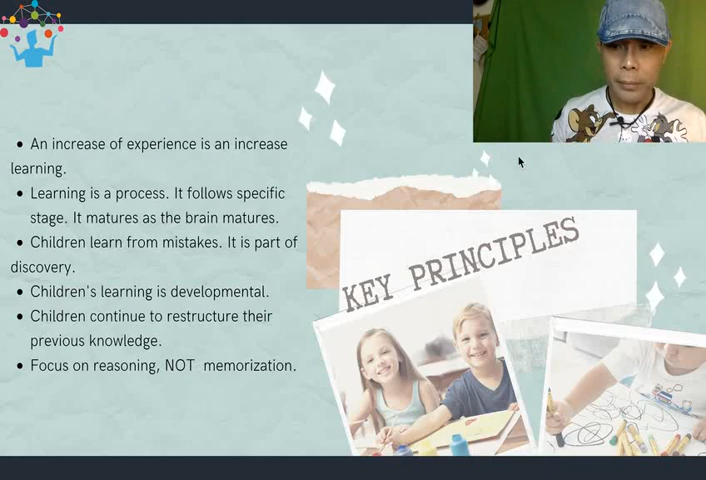 • An increase of experience is an increase
learning.
• Learning is a process. It follows specific
stage. It matures as the brain matures.
• Children learn from mistakes. It is part of
discovery.
• Children's learning is developmental.
• Children continue to restructure their
previous knowledge.
• Focus on reasoning, NOT memorization.
KEY PRINCIPLES